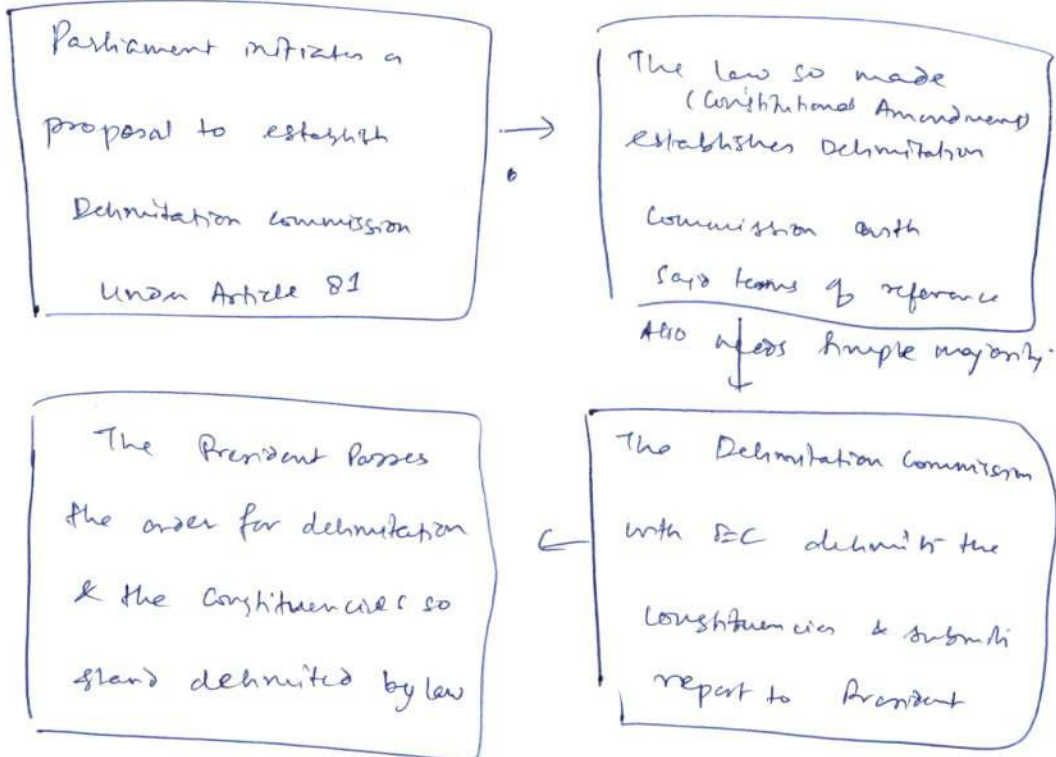 Parliament initiates a
proposal to establish
Delimitation commission
under Article 81
→
The law so made
(Constitutional Amendment)
establishes Delimitation
Commission with
said terms of reference
Also needs simple majority.
The Delimitation Commission
with EC delimits the
constituencies & submits
report to President
The President Passes
the order for delimitation
& the constituencies so
stand delimited by law